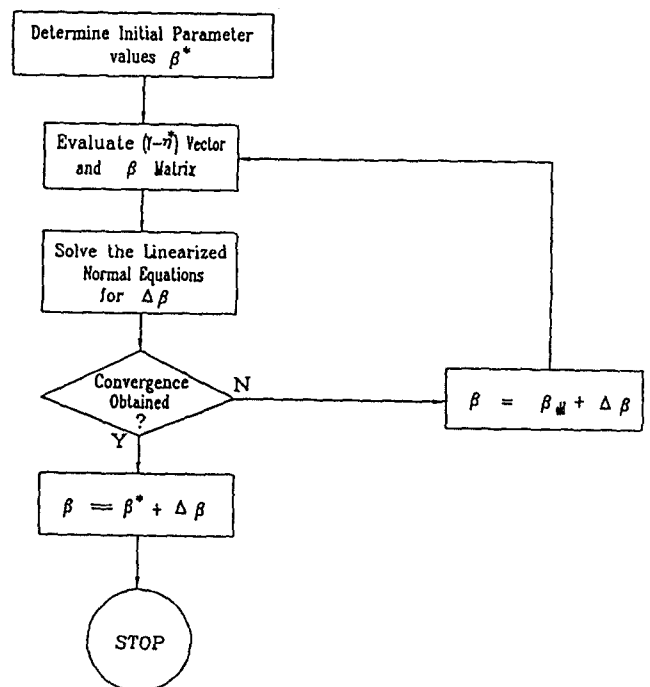 Determine Initial Parameter
values β*
Evaluate (Y-η*) Vector
and β Matrix
Solve the Linearized
Normal Equations
for Δβ
Convergence
Obtained
?
N
Y
β = β + Δβ
β = β* + Δβ
STOP